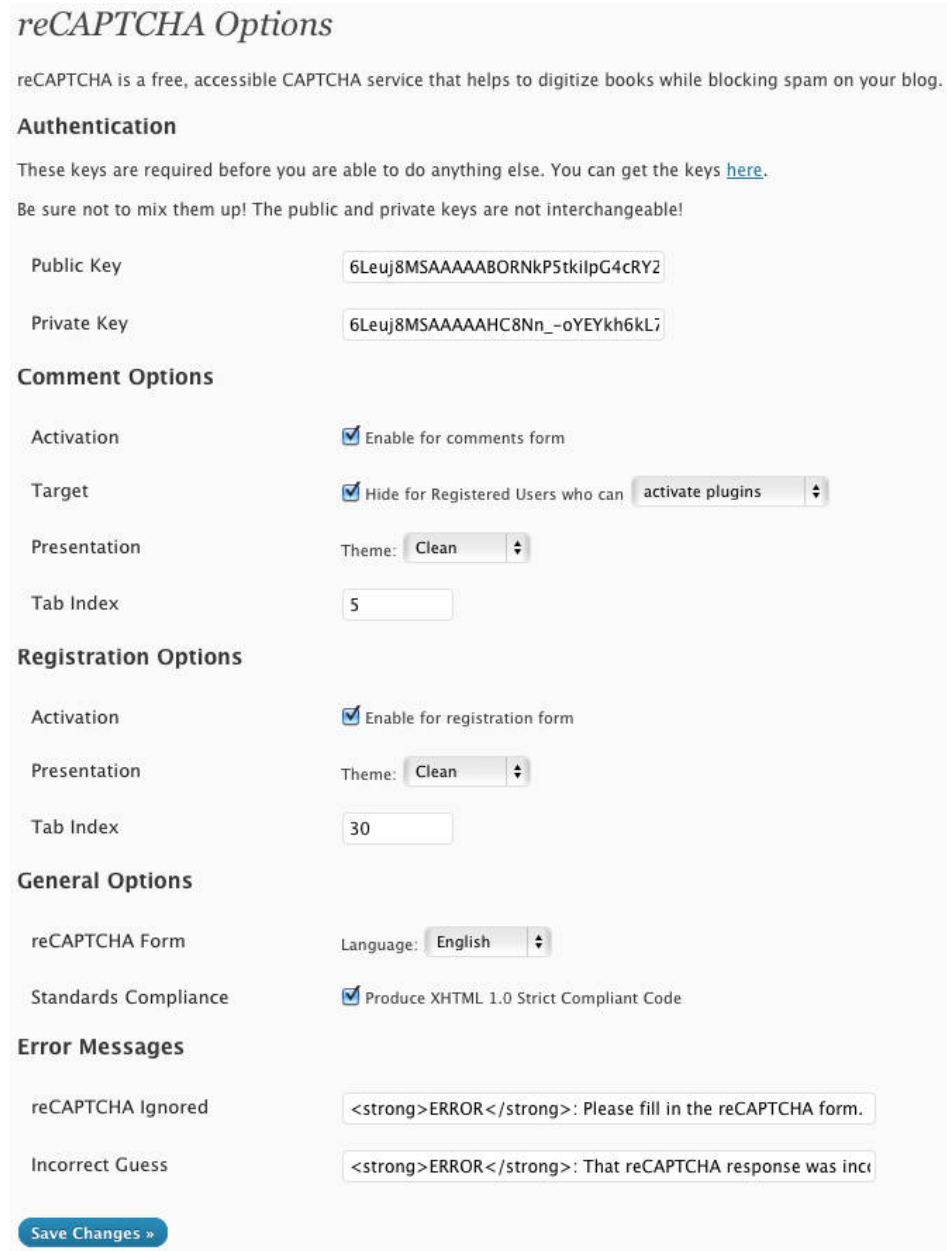 reCAPTCHA Options
reCAPTCHA is a free, accessible CAPTCHA service that helps to digitize books while blocking spam on your blog.
Authentication
These keys are required before you are able to do anything else. You can get the keys here.
Be sure not to mix them up! The public and private keys are not interchangeable!
Public Key 6Leuj8MSAAAAABORNkP5tkiIpG4cRY2
Private Key 6Leuj8MSAAAAAHC8Nn_-oYEYkh6kL7
Comment Options
Activation Enable for comments form
Target Hide for Registered Users who can activate plugins
Presentation Theme: Clean
Tab Index 5
Registration Options
Activation Enable for registration form
Presentation Theme: Clean
Tab Index 30
General Options
reCAPTCHA Form Language: English
Standards Compliance Produce XHTML 1.0 Strict Compliant Code
Error Messages
reCAPTCHA Ignored <strong>ERROR</strong>: Please fill in the reCAPTCHA form.
Incorrect Guess <strong>ERROR</strong>: That reCAPTCHA response was inc
Save Changes »